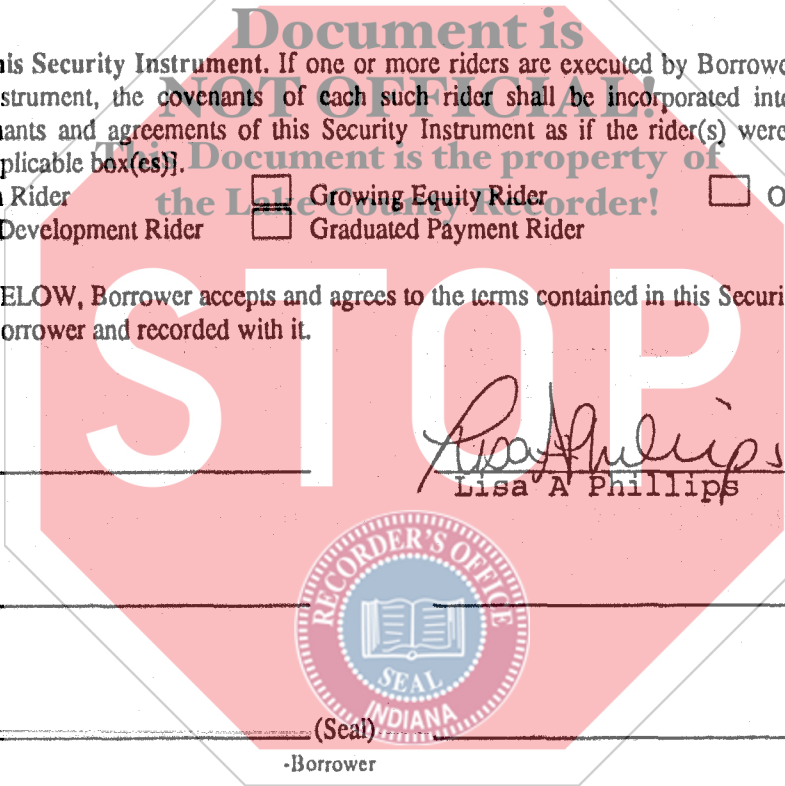 Document is
his Security Instrument. If one or more riders are executed by Borrowe
NOT OFFICIAL!
strument, the covenants of each such rider shall be incorporated into
nants and agreements of this Security Instrument as if the rider(s) were
plicable box(es)].
This Document is the property of
n Rider Growing Equity Rider O
the Lake County Recorder!
Development Rider Graduated Payment Rider
ELOW, Borrower accepts and agrees to the terms contained in this Securi
orrower and recorded with it.
STOP
Lisa A Phillips
Lisa A Phillips
RECORDER'S OFFICE
SEAL
INDIANA
(Seal)
-Borrower